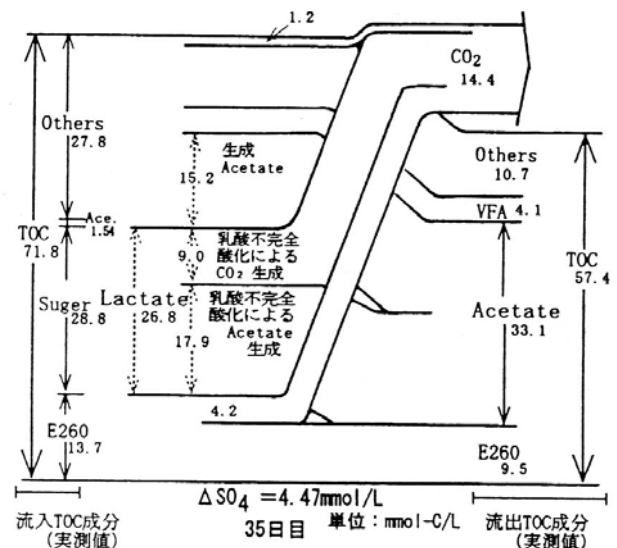 1.2
CO₂
14.4
Others
27.8
生成
Acetate
15.2
Others
10.7
Ace.
1.54
VFA 4.1
TOC
71.8
乳酸不完全
酸化による
CO₂ 生成
9.0
TOC
57.4
Suger
28.8
Lactate
26.8
乳酸不完全
酸化による
Acetate
生成
17.9
Acetate
33.1
4.2
E260
13.7
E260
9.5
ΔSO₄ =4.47mmol/L
流入TOC成分
(実測値)
35日目 単位：mmol-C/L
流出TOC成分
(実測値)